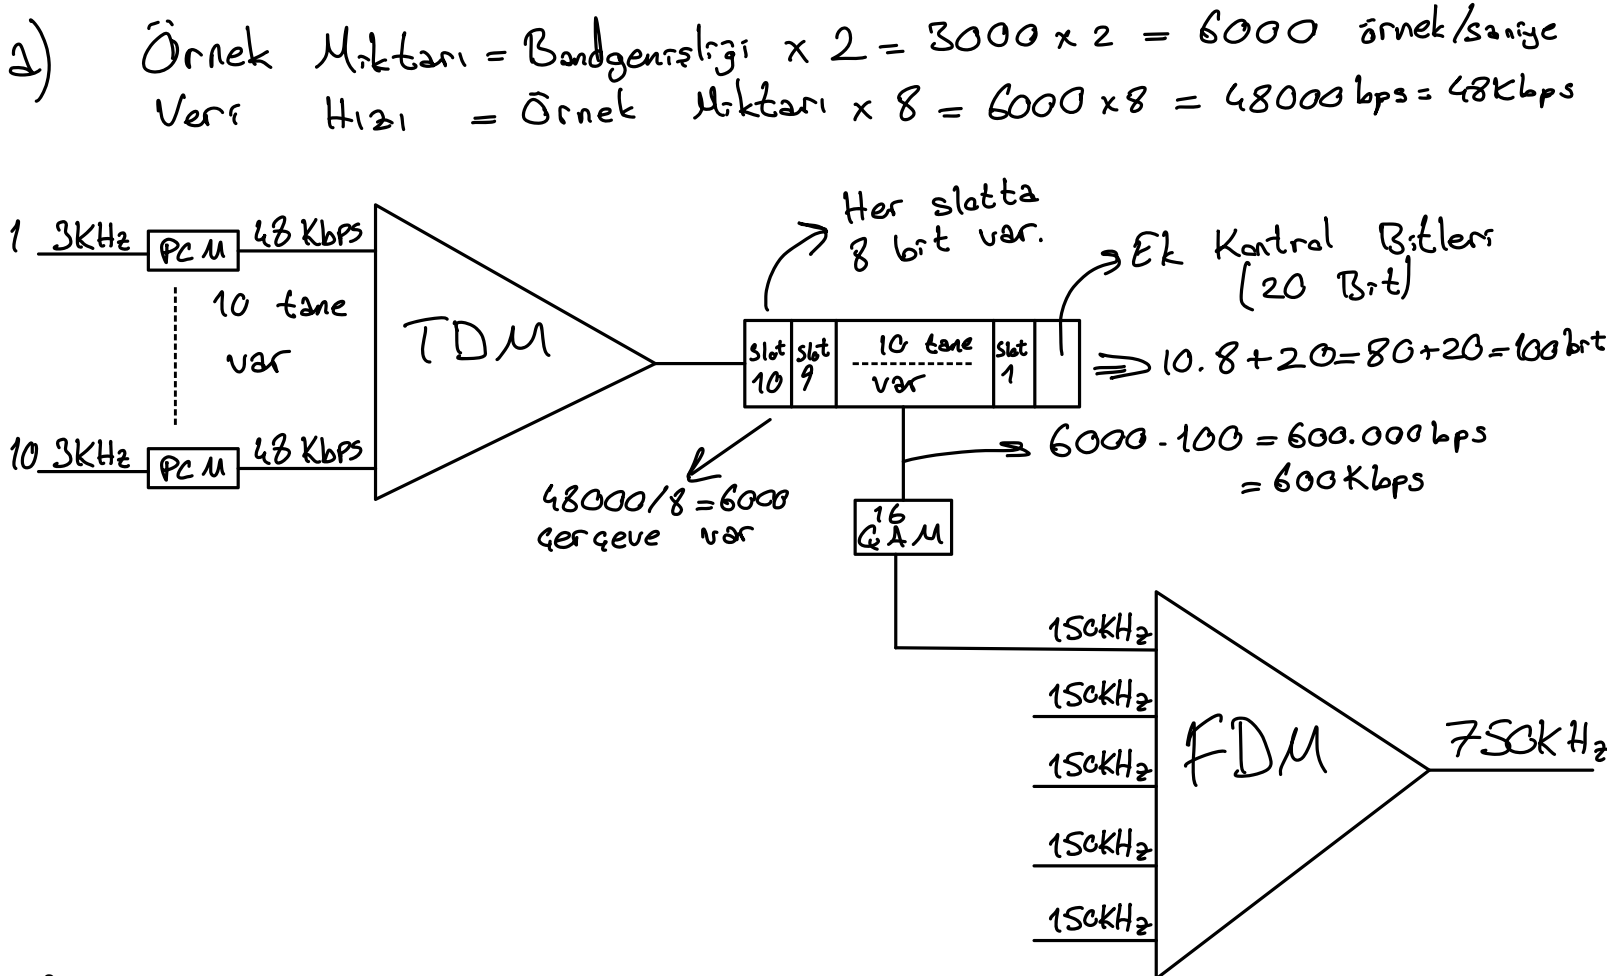 a) Örnek Miktarı = Bandgenişliği x 2 = 3000 x 2 = 6000 örnek/saniye
Veri Hızı = Örnek Miktarı x 8 = 6000 x 8 = 48000 bps = 48Kbps
Her slotta
8 bit var.
1 3KHz PCM 48 Kbps
Ek Kontrol Bitleri
(20 Bit)
10 tane
var
TDM
slot 10
slot 9
10 tane
var
slot 1
=> 10.8+20=80+20=100bit
10 3KHz PCM 48 Kbps
6000.100 = 600.000 bps
= 600Kbps
48000/8=6000
çerçeve var
16
QAM
150KHz
150KHz
FDM
750KHz
150KHz
150KHz
150KHz